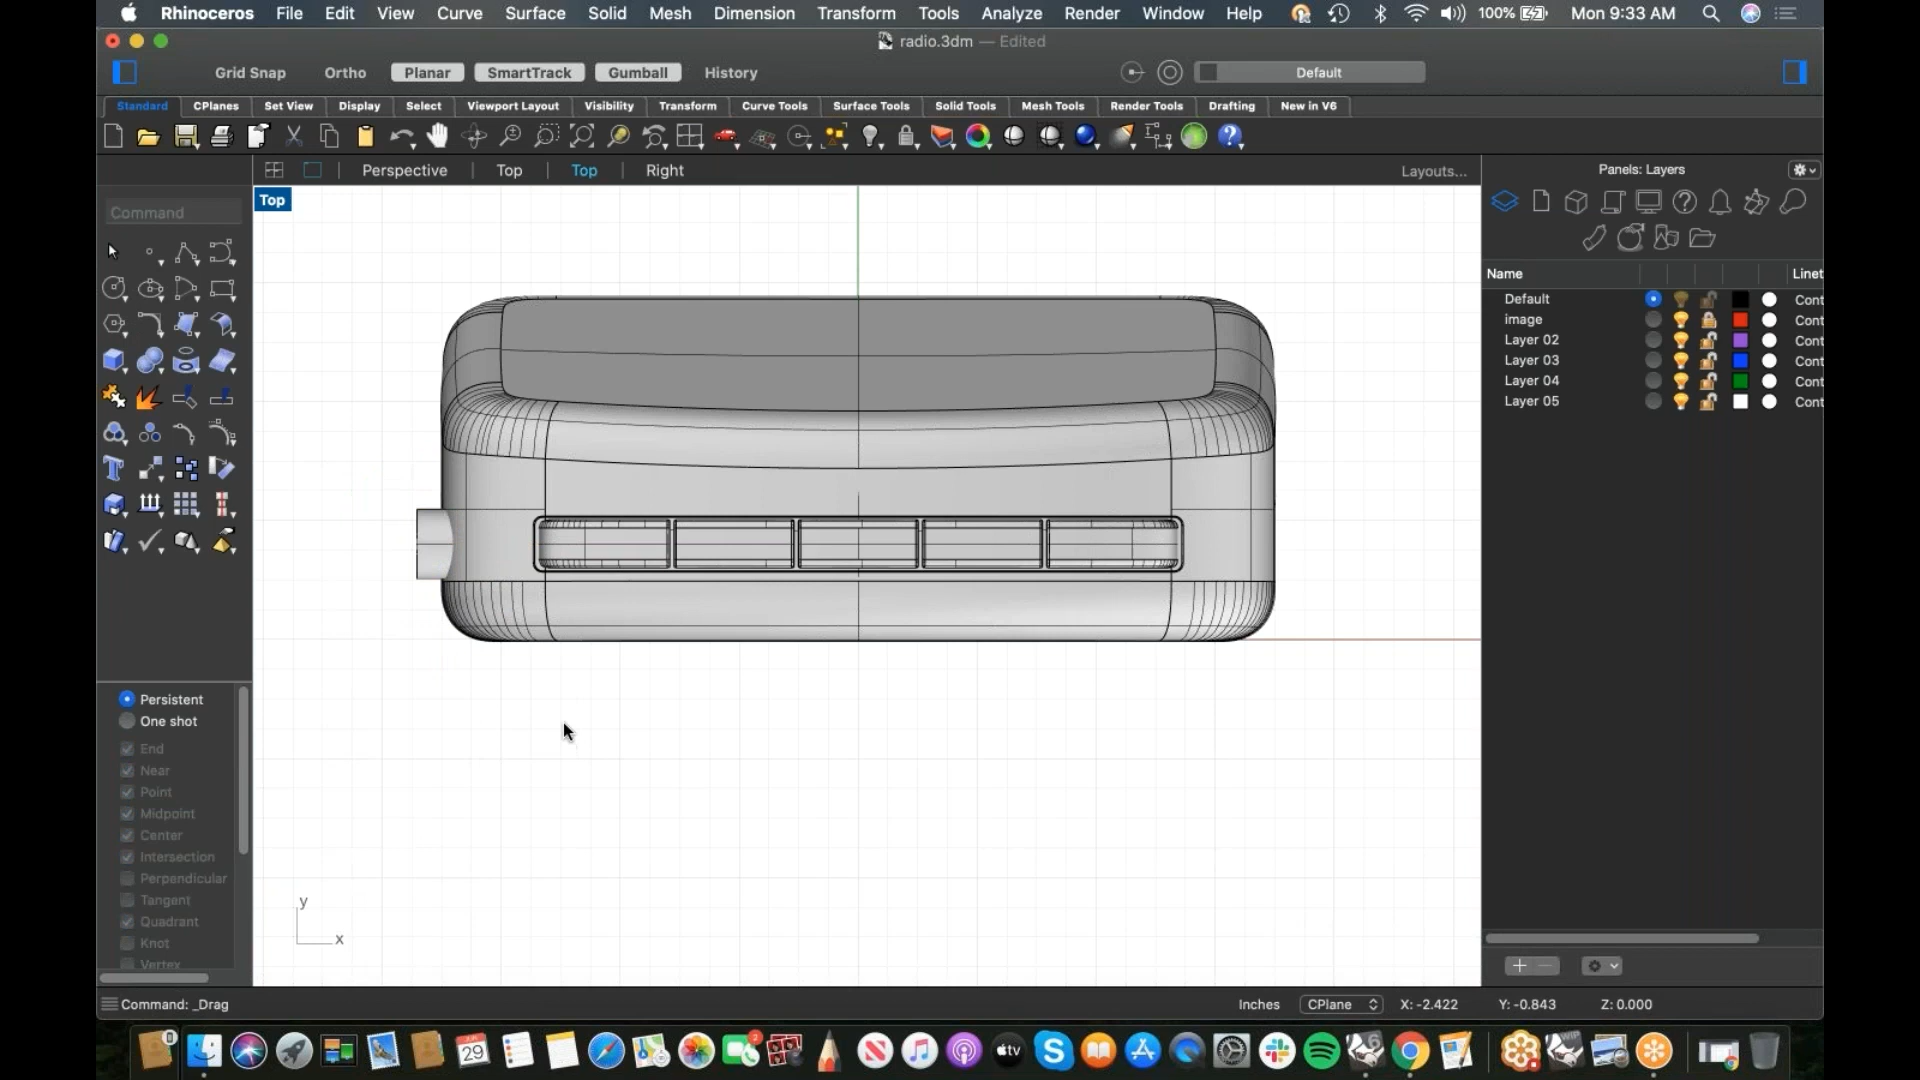 Rhinoceros File Edit View Curve Surface Solid Mesh Dimension Transform Tools Analyze Render Window Help 100% Mon 9:33 AM
radio.3dm — Edited
Grid Snap Ortho Planar SmartTrack Gumball History Default
Standard CPlanes Set View Display Select Viewport Layout Visibility Transform Curve Tools Surface Tools Solid Tools Mesh Tools Render Tools Drafting New in V6
Perspective Top Top Right Layouts... Panels: Layers
Top
Command
Name Linet
Default Cont
image Cont
Layer 02 Cont
Layer 03 Cont
Layer 04 Cont
Layer 05 Cont
Persistent
One shot
End
Near
Point
Midpoint
Center
Intersection
Perpendicular
Tangent
Quadrant
Knot
Vertex
y
x
Command: _Drag Inches CPlane X: -2.422 Y: -0.843 Z: 0.000
29
tv